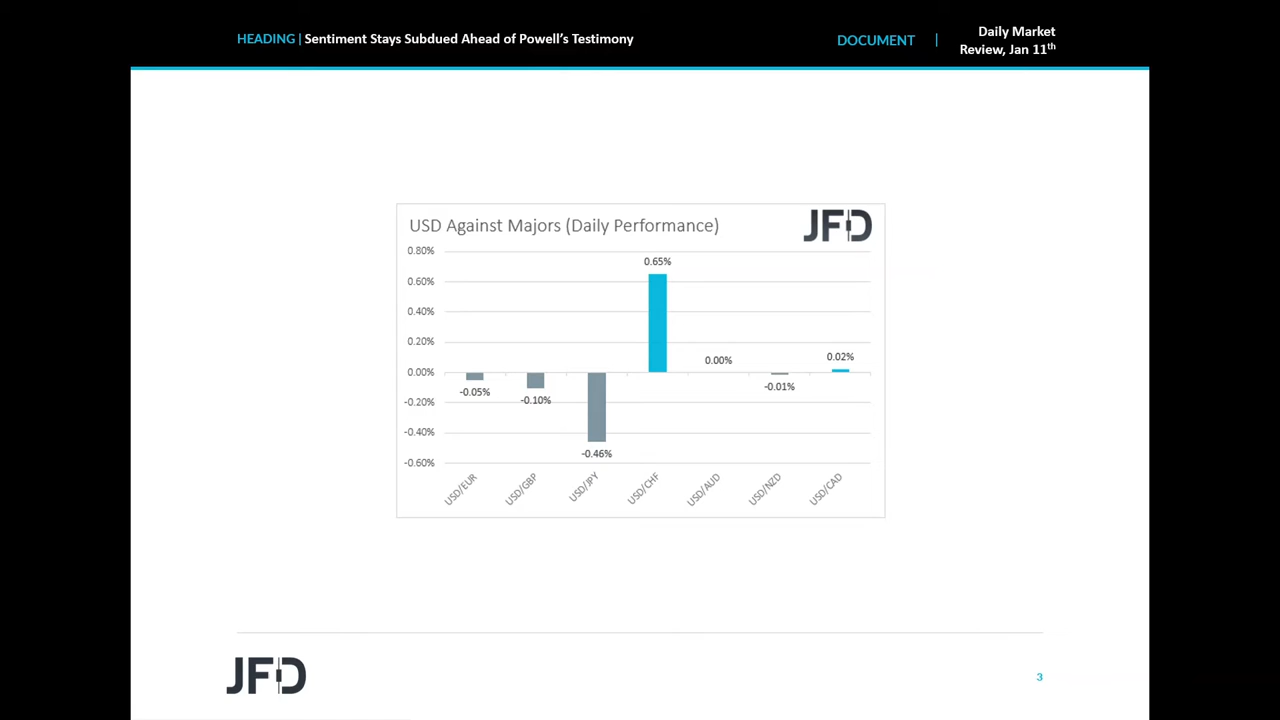 HEADING | Sentiment Stays Subdued Ahead of Powell's Testimony
DOCUMENT |
Daily Market
Review, Jan 11th
USD Against Majors (Daily Performance)
JFD
0.80%
0.60%
0.40%
0.20%
0.00%
-0.20%
-0.40%
-0.60%
-0.05%
-0.10%
-0.46%
0.65%
0.00%
-0.01%
0.02%
USD/EUR
USD/GBP
USD/JPY
USD/CHF
USD/AUD
USD/NZD
USD/CAD
JFD
3